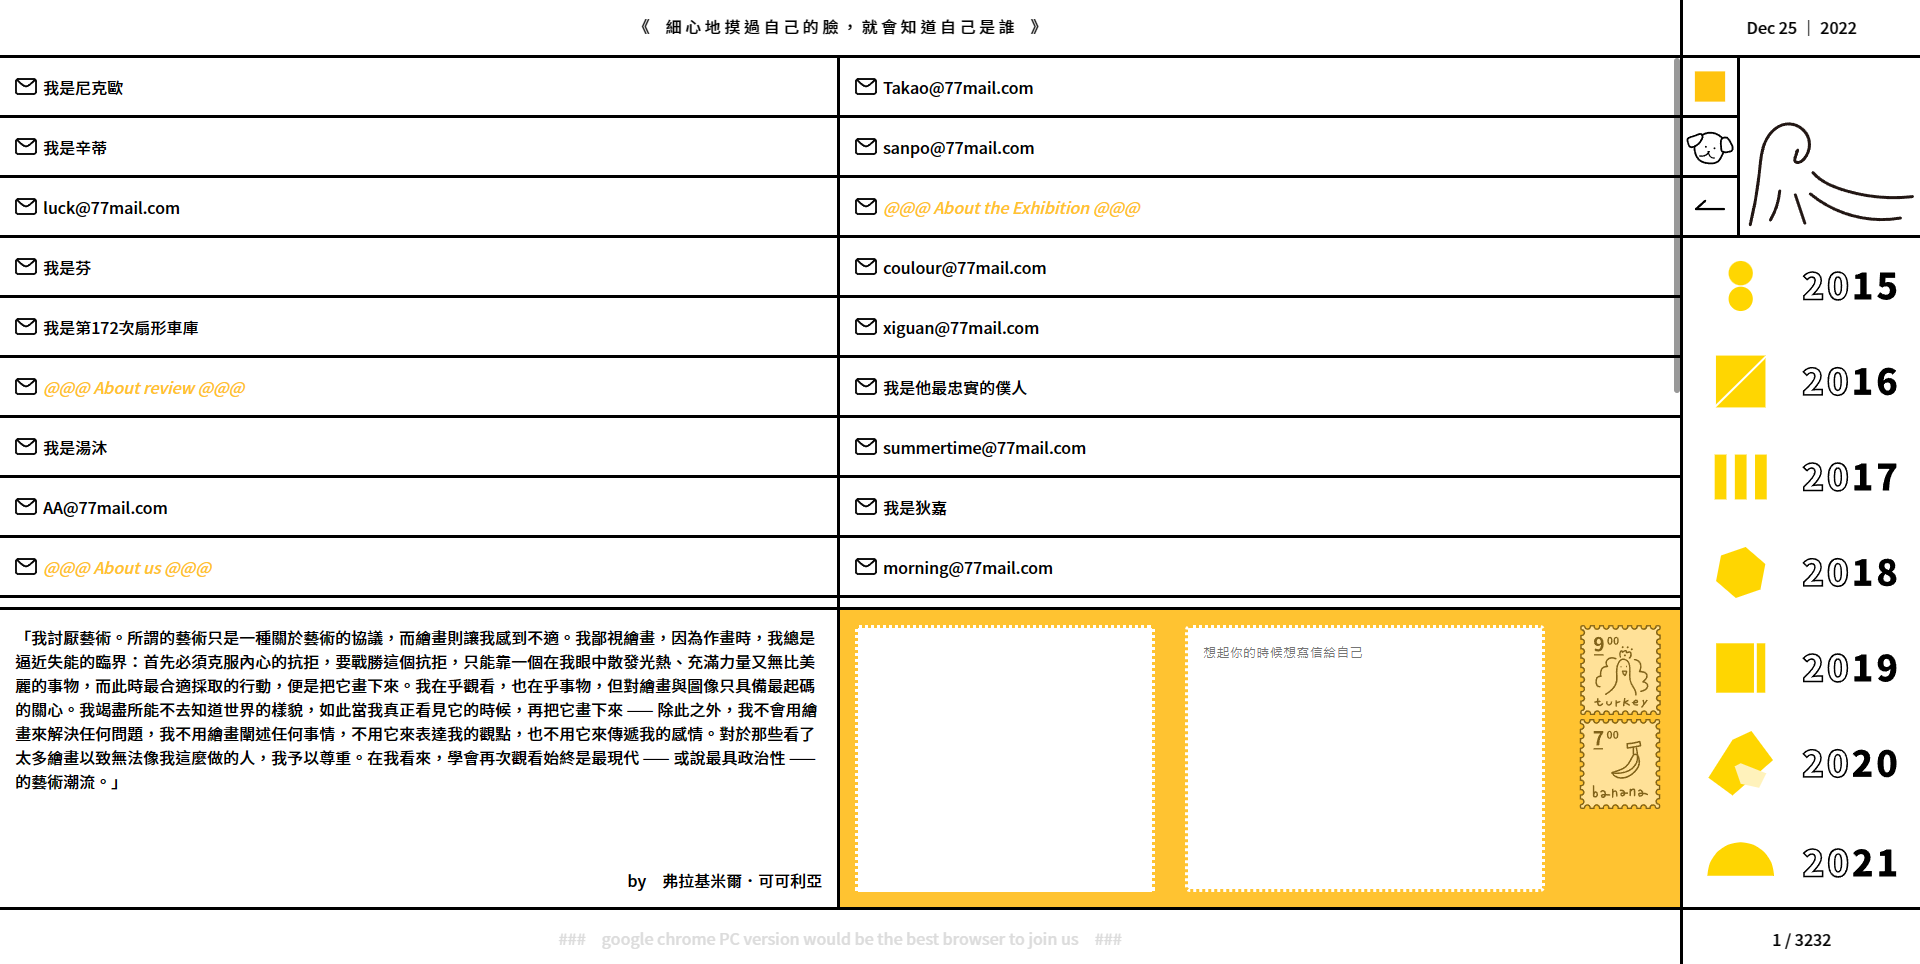 《 細心地摸過自己的臉，就會知道自己是誰 》
Dec 25 | 2022
我是尼克歐
Takao@77mail.com
我是辛蒂
sanpo@77mail.com
luck@77mail.com
@@@ About the Exhibition @@@
我是芬
coulour@77mail.com
我是第172次扇形車庫
xiguan@77mail.com
@@@ About review @@@
我是他最忠實的僕人
我是湯沐
summertime@77mail.com
AA@77mail.com
我是狄嘉
@@@ About us @@@
morning@77mail.com
2015
2016
2017
2018
2019
2020
2021
「我討厭藝術。所謂的藝術只是一種關於藝術的協議，而繪畫則讓我感到不適。我鄙視繪畫，因為作畫時，我總是
逼近失能的臨界：首先必須克服內心的抗拒，要戰勝這個抗拒，只能靠一個在我眼中散發光熱、充滿力量又無比美
麗的事物，而此時最合適採取的行動，便是把它畫下來。我在乎觀看，也在乎事物，但對繪畫與圖像只具備最起碼
的關心。我竭盡所能不去知道世界的樣貌，如此當我真正看見它的時候，再把它畫下來 —— 除此之外，我不會用繪
畫來解決任何問題，我不用繪畫闡述任何事情，不用它來表達我的觀點，也不用它來傳遞我的感情。對於那些看了
太多繪畫以致無法像我這麼做的人，我予以尊重。在我看來，學會再次觀看始終是最現代 —— 或說最具政治性 ——
的藝術潮流。」
by 弗拉基米爾・可可利亞
想起你的時候想寫信給自己
9 00
turkey
7 00
banana
### google chrome PC version would be the best browser to join us ###
1 / 3232